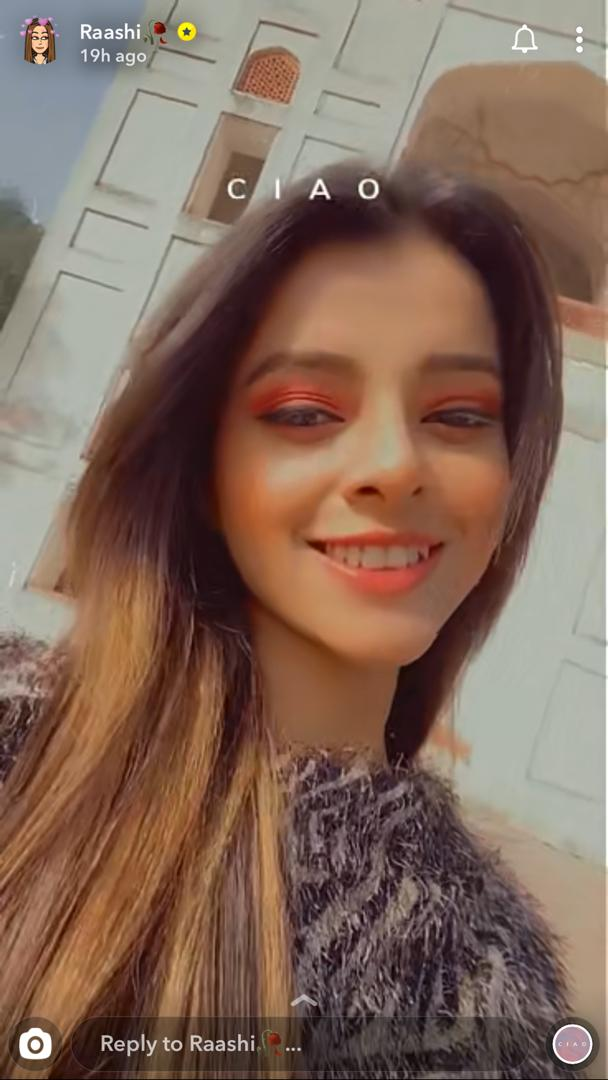 Raashi🥀
19h ago
C I A O
Reply to Raashi🥀...
C I A O